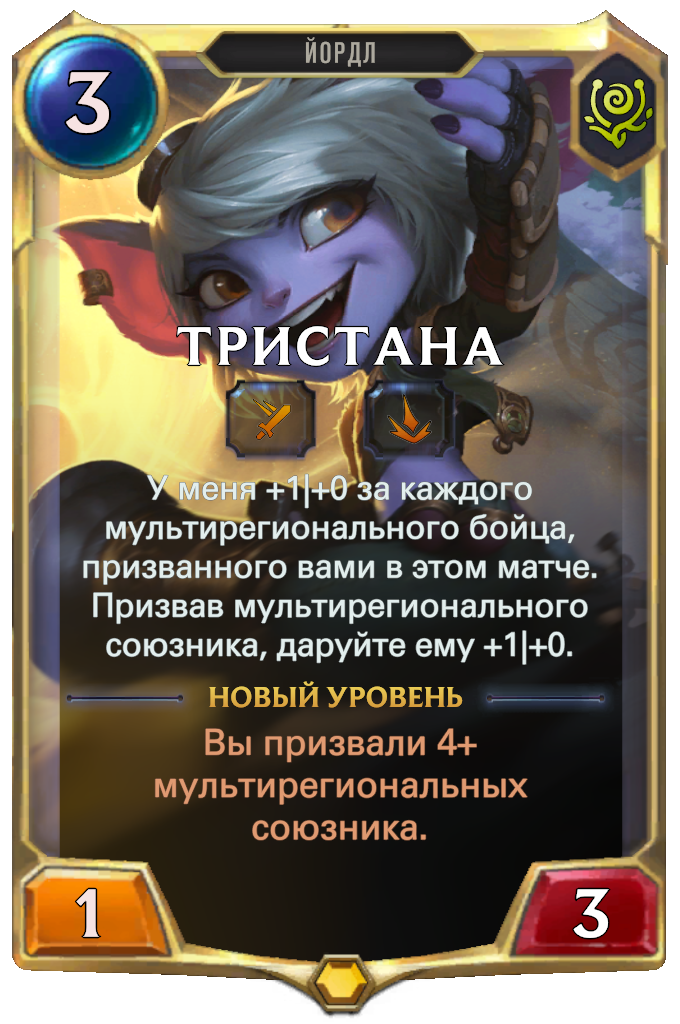 ЙОРДЛ
3
ТРИСТАНА
У меня +1|+0 за каждого
мультирегионального бойца,
призванного вами в этом матче.
Призвав мультирегионального
союзника, даруйте ему +1|+0.
НОВЫЙ УРОВЕНЬ
Вы призвали 4+
мультирегиональных
союзника.
1
3